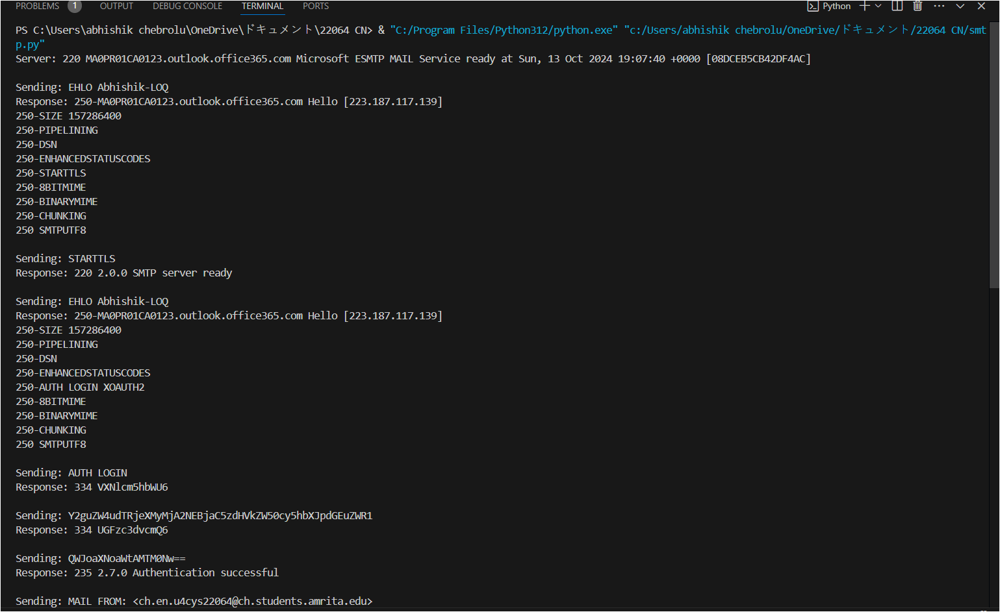 PROBLEMS 1 OUTPUT DEBUG CONSOLE TERMINAL PORTS Python
PS C:\Users\abhishik chebrolu\OneDrive\ドキュメント\22064 CN> & "C:/Program Files/Python312/python.exe" "c:/Users/abhishik chebrolu/OneDrive/ドキュメント/22064 CN/smt
p.py"
Server: 220 MA0PR01CA0123.outlook.office365.com Microsoft ESMTP MAIL Service ready at Sun, 13 Oct 2024 19:07:40 +0000 [08DCEB5CB42DF4AC]
Sending: EHLO Abhishik-LOQ
Response: 250-MA0PR01CA0123.outlook.office365.com Hello [223.187.117.139]
250-SIZE 157286400
250-PIPELINING
250-DSN
250-ENHANCEDSTATUSCODES
250-STARTTLS
250-8BITMIME
250-BINARYMIME
250-CHUNKING
250 SMTPUTF8
Sending: STARTTLS
Response: 220 2.0.0 SMTP server ready
Sending: EHLO Abhishik-LOQ
Response: 250-MA0PR01CA0123.outlook.office365.com Hello [223.187.117.139]
250-SIZE 157286400
250-PIPELINING
250-DSN
250-ENHANCEDSTATUSCODES
250-AUTH LOGIN XOAUTH2
250-8BITMIME
250-BINARYMIME
250-CHUNKING
250 SMTPUTF8
Sending: AUTH LOGIN
Response: 334 VXNlcm5hbWU6
Sending: Y2guZW4udTRjeXMyMjA2NEBjaC5zdHVkZW50cy5hbXJpdGEuZWR1
Response: 334 UGFzc3dvcmQ6
Sending: QWJoaXNoaWtAMTM0Nw==
Response: 235 2.7.0 Authentication successful
Sending: MAIL FROM: <ch.en.u4cys22064@ch.students.amrita.edu>